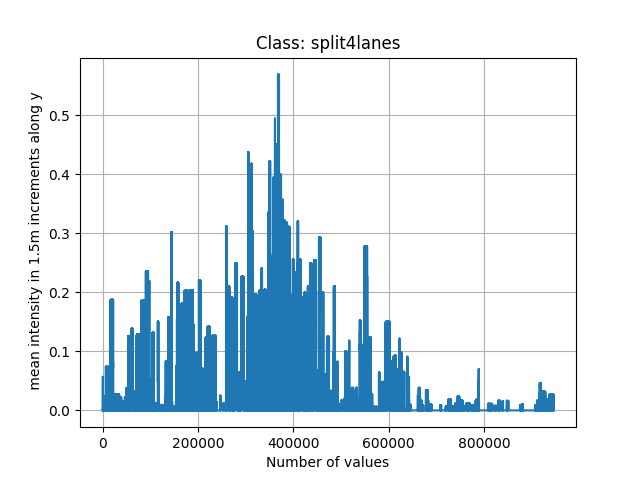 Class: split4lanes
mean intensity in 1.5m increments along y
0.5
0.4
0.3
0.2
0.1
0.0
0 200000 400000 600000 800000
Number of values